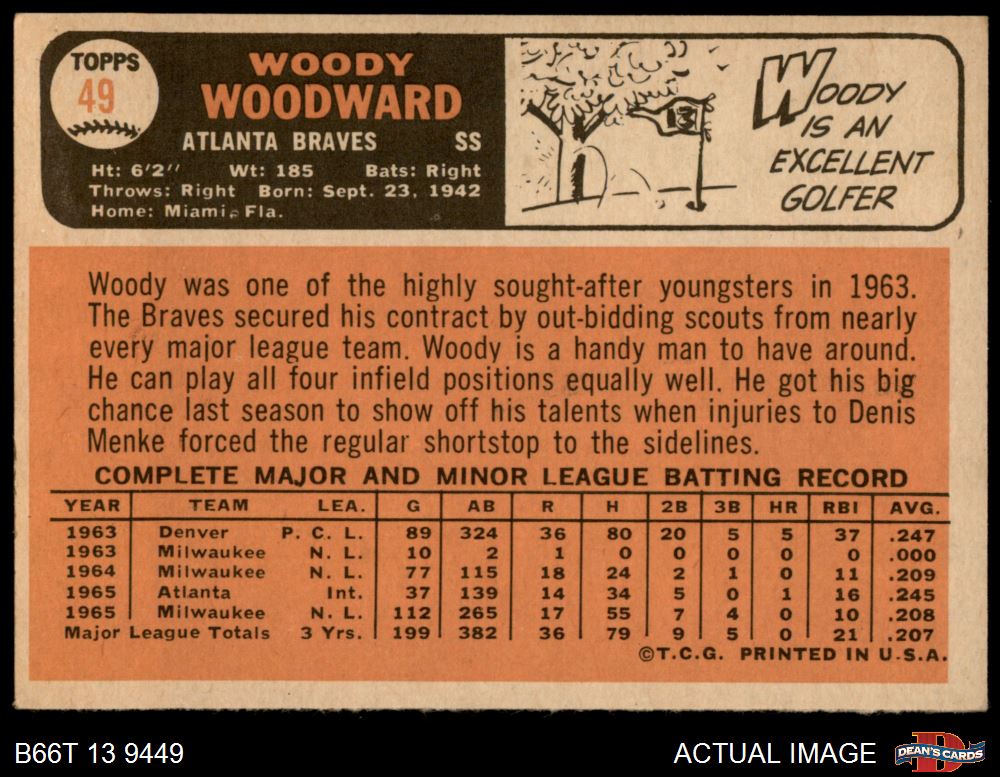 TOPPS
49
WOODY
WOODWARD
ATLANTA BRAVES SS
Ht: 6'2" Wt: 185 Bats: Right
Throws: Right Born: Sept. 23, 1942
Home: Miami, Fla.
13
WOODY
IS AN
EXCELLENT
GOLFER
Woody was one of the highly sought-after youngsters in 1963.
The Braves secured his contract by out-bidding scouts from nearly
every major league team. Woody is a handy man to have around.
He can play all four infield positions equally well. He got his big
chance last season to show off his talents when injuries to Denis
Menke forced the regular shortstop to the sidelines.
COMPLETE MAJOR AND MINOR LEAGUE BATTING RECORD
YEAR TEAM LEA. G AB R H 2B 3B HR RBI AVG.
1963 Denver P. C. L. 89 324 36 80 20 5 5 37 .247
1963 Milwaukee N. L. 10 2 1 0 0 0 0 0 .000
1964 Milwaukee N. L. 77 115 18 24 2 1 0 11 .209
1965 Atlanta Int. 37 139 14 34 5 0 1 16 .245
1965 Milwaukee N. L. 112 265 17 55 7 4 0 10 .208
Major League Totals 3 Yrs. 199 382 36 79 9 5 0 21 .207
©T.C.G. PRINTED IN U.S.A.
B66T 13 9449
ACTUAL IMAGE
D
DEAN'S CARDS